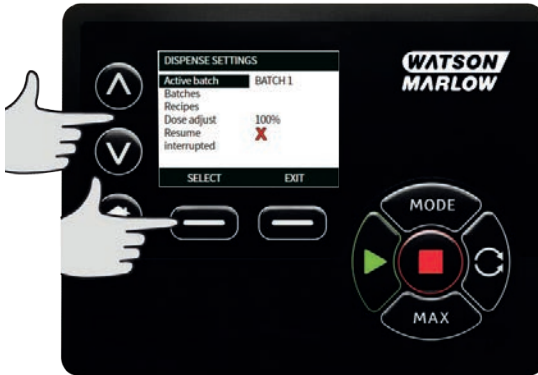 DISPENSE SETTINGS
Active batch BATCH 1
Batches
Recipes
Dose adjust 100%
Resume X
interrupted
SELECT EXIT
WATSON
MARLOW
MODE
MAX